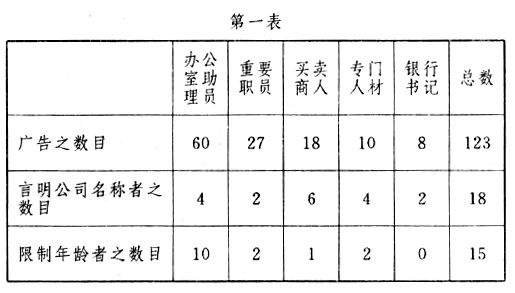 第一表
办公室助理员 重要职员 买卖商人 专门人材 银行书记 总数
广告之数目 60 27 18 10 8 123
言明公司名称者之
数目 4 2 6 4 2 18
限制年龄者之数目 10 2 1 2 0 15